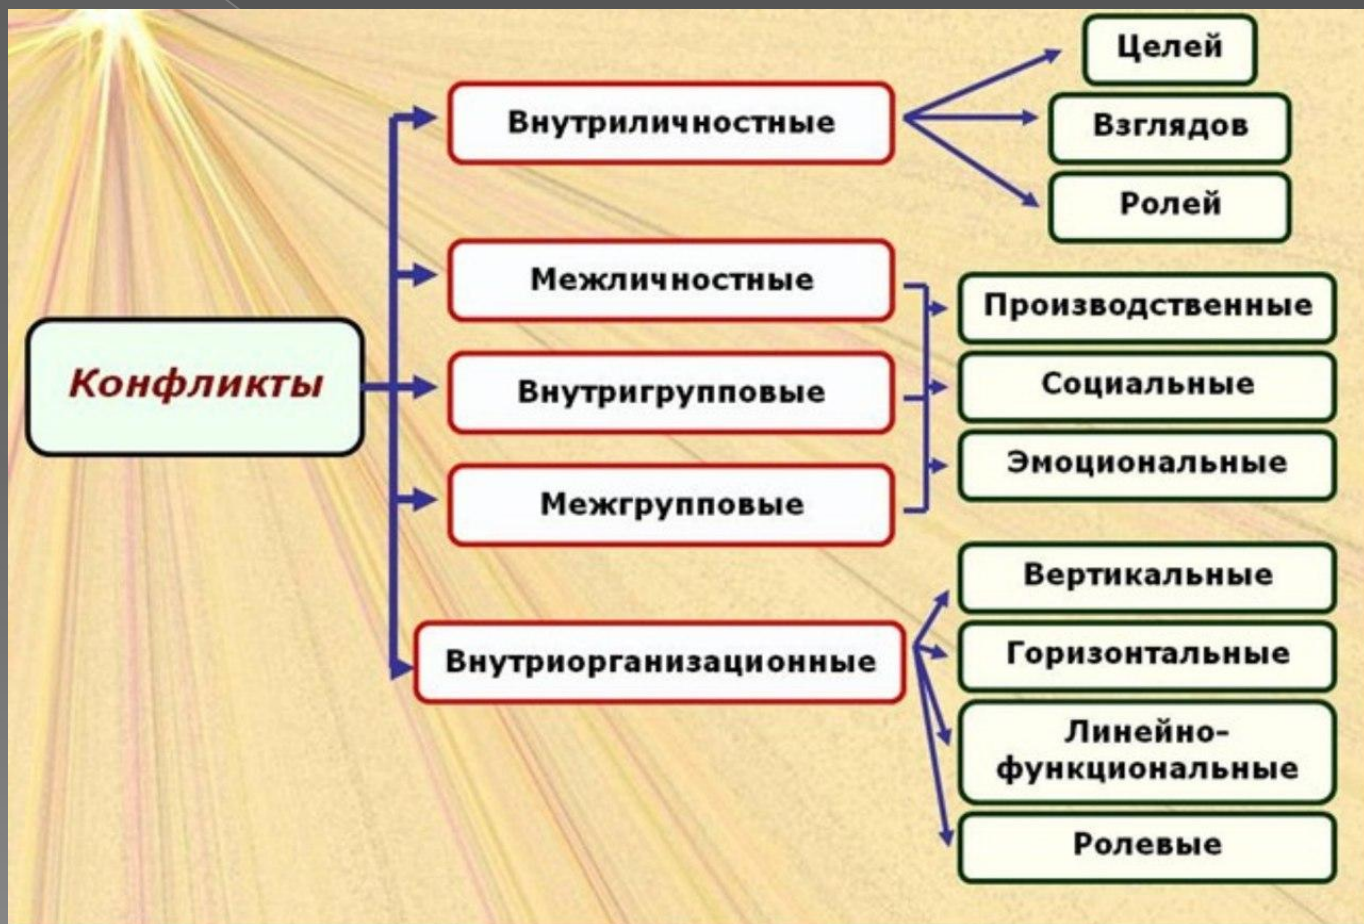 Конфликты
Внутриличностные
Целей
Взглядов
Ролей
Межличностные
Внутригрупповые
Межгрупповые
Производственные
Социальные
Эмоциональные
Внутриорганизационные
Вертикальные
Горизонтальные
Линейно-
функциональные
Ролевые